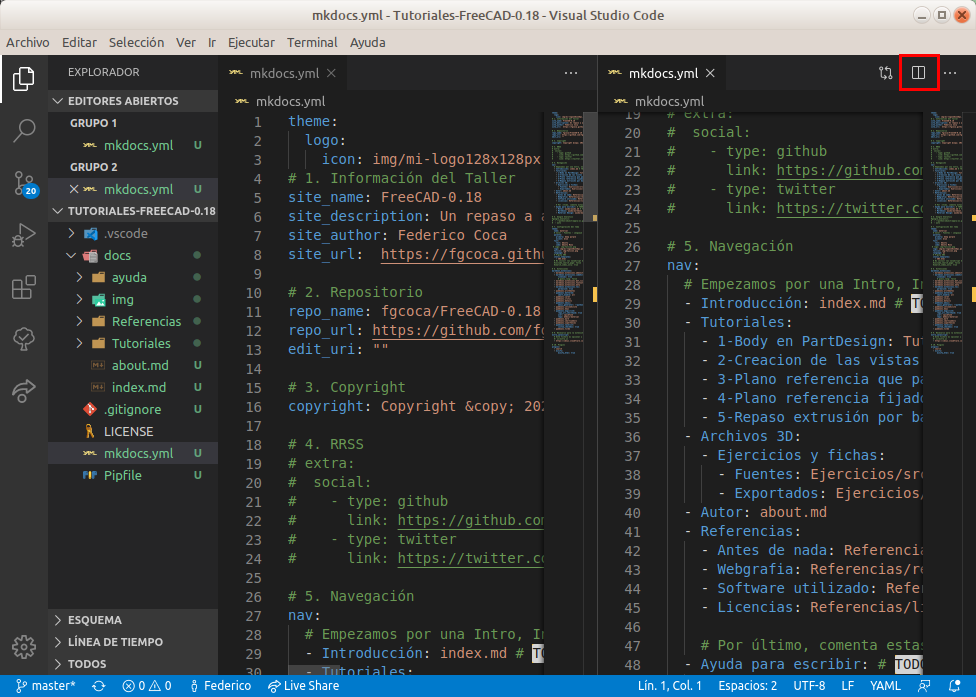 mkdocs.yml - Tutoriales-FreeCAD-0.18 - Visual Studio Code
Archivo Editar Selección Ver Ir Ejecutar Terminal Ayuda
EXPLORADOR
EDITORES ABIERTOS
GRUPO 1
mkdocs.yml U
GRUPO 2
mkdocs.yml U
TUTORIALES-FREECAD-0.18
.vscode
docs
ayuda
img
Referencias
Tutoriales
about.md U
index.md U
.gitignore U
LICENSE
mkdocs.yml U
Pipfile U
ESQUEMA
LÍNEA DE TIEMPO
TODOS
20
mkdocs.yml
mkdocs.yml
1 theme:
2 logo:
3 icon: img/mi-logo128x128px
4 # 1. Información del Taller
5 site_name: FreeCAD-0.18
6 site_description: Un repaso a a
7 site_author: Federico Coca
8 site_url: https://fgcoca.githu
9
10 # 2. Repositorio
11 repo_name: fgcoca/FreeCAD-0.18
12 repo_url: https://github.com/fg
13 edit_uri: ""
14
15 # 3. Copyright
16 copyright: Copyright &copy; 202
17
18 # 4. RRSS
19 # extra:
20 # social:
21 # - type: github
22 # link: https://github.com
23 # - type: twitter
24 # link: https://twitter.co
25
26 # 5. Navegación
27 nav:
28 # Empezamos por una Intro, In
29 - Introducción: index.md # TO
30 - Tutoriales:
mkdocs.yml
mkdocs.yml
19 # extra:
20 # social:
21 # - type: github
22 # link: https://github.com
23 # - type: twitter
24 # link: https://twitter.co
25
26 # 5. Navegación
27 nav:
28 # Empezamos por una Intro, In
29 - Introducción: index.md # TO
30 - Tutoriales:
31 - 1-Body en PartDesign: Tut
32 - 2-Creacion de las vistas
33 - 3-Plano referencia que pa
34 - 4-Plano referencia fijado
35 - 5-Repaso extrusión por ba
36 - Archivos 3D:
37 - Ejercicios y fichas:
38 - Fuentes: Ejercicios/sro
39 - Exportados: Ejercicios/
40 - Autor: about.md
41 - Referencias:
42 - Antes de nada: Referencia
43 - Webgrafia: Referencias/re
44 - Software utilizado: Refer
45 - Licencias: Referencias/li
46
47 # Por último, comenta estas
48 - Ayuda para escribir: # TODO
master* 0 0 Federico Live Share Lín. 1, Col. 1 Espacios: 2 UTF-8 LF YAML